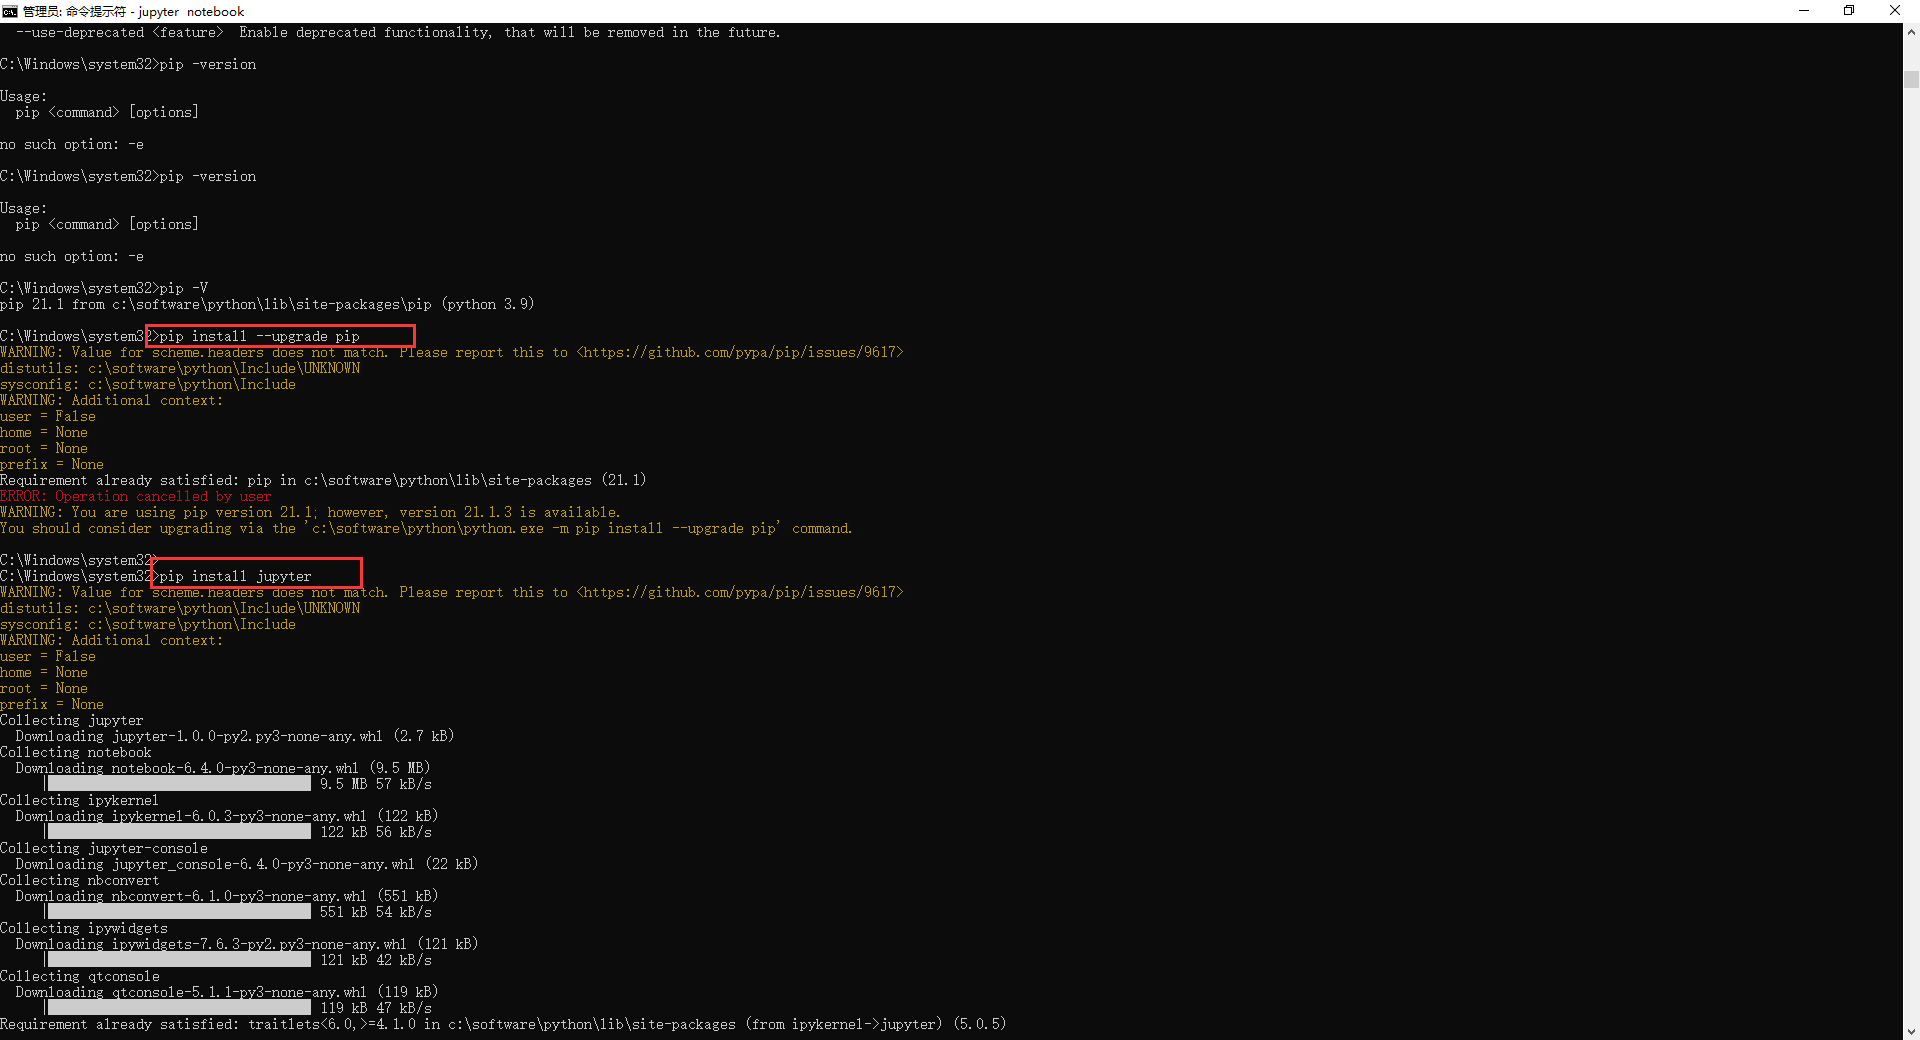 管理员: 命令提示符 - jupyter notebook
--use-deprecated <feature>  Enable deprecated functionality, that will be removed in the future.
C:\Windows\system32>pip -version
Usage:
pip <command> [options]
no such option: -e
C:\Windows\system32>pip -version
Usage:
pip <command> [options]
no such option: -e
C:\Windows\system32>pip -V
pip 21.1 from c:\software\python\lib\site-packages\pip (python 3.9)
C:\Windows\system32>pip install --upgrade pip
WARNING: Value for scheme.headers does not match. Please report this to <https://github.com/pypa/pip/issues/9617>
distutils: c:\software\python\Include\UNKNOWN
sysconfig: c:\software\python\Include
WARNING: Additional context:
user = False
home = None
root = None
prefix = None
Requirement already satisfied: pip in c:\software\python\lib\site-packages (21.1)
ERROR: Operation cancelled by user
WARNING: You are using pip version 21.1; however, version 21.1.3 is available.
You should consider upgrading via the 'c:\software\python\python.exe -m pip install --upgrade pip' command.
C:\Windows\system32>
C:\Windows\system32>pip install jupyter
WARNING: Value for scheme.headers does not match. Please report this to <https://github.com/pypa/pip/issues/9617>
distutils: c:\software\python\Include\UNKNOWN
sysconfig: c:\software\python\Include
WARNING: Additional context:
user = False
home = None
root = None
prefix = None
Collecting jupyter
Downloading jupyter-1.0.0-py2.py3-none-any.whl (2.7 kB)
Collecting notebook
Downloading notebook-6.4.0-py3-none-any.whl (9.5 MB)
9.5 MB 57 kB/s
Collecting ipykernel
Downloading ipykernel-6.0.3-py3-none-any.whl (122 kB)
122 kB 56 kB/s
Collecting jupyter-console
Downloading jupyter_console-6.4.0-py3-none-any.whl (22 kB)
Collecting nbconvert
Downloading nbconvert-6.1.0-py3-none-any.whl (551 kB)
551 kB 54 kB/s
Collecting ipywidgets
Downloading ipywidgets-7.6.3-py2.py3-none-any.whl (121 kB)
121 kB 42 kB/s
Collecting qtconsole
Downloading qtconsole-5.1.1-py3-none-any.whl (119 kB)
119 kB 47 kB/s
Requirement already satisfied: traitlets<6.0,>=4.1.0 in c:\software\python\lib\site-packages (from ipykernel->jupyter) (5.0.5)